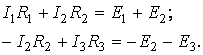 I₁R₁ + I₂R₂ = E₁ + E₂;
− I₂R₂ + I₃R₃ = −E₂ − E₃.